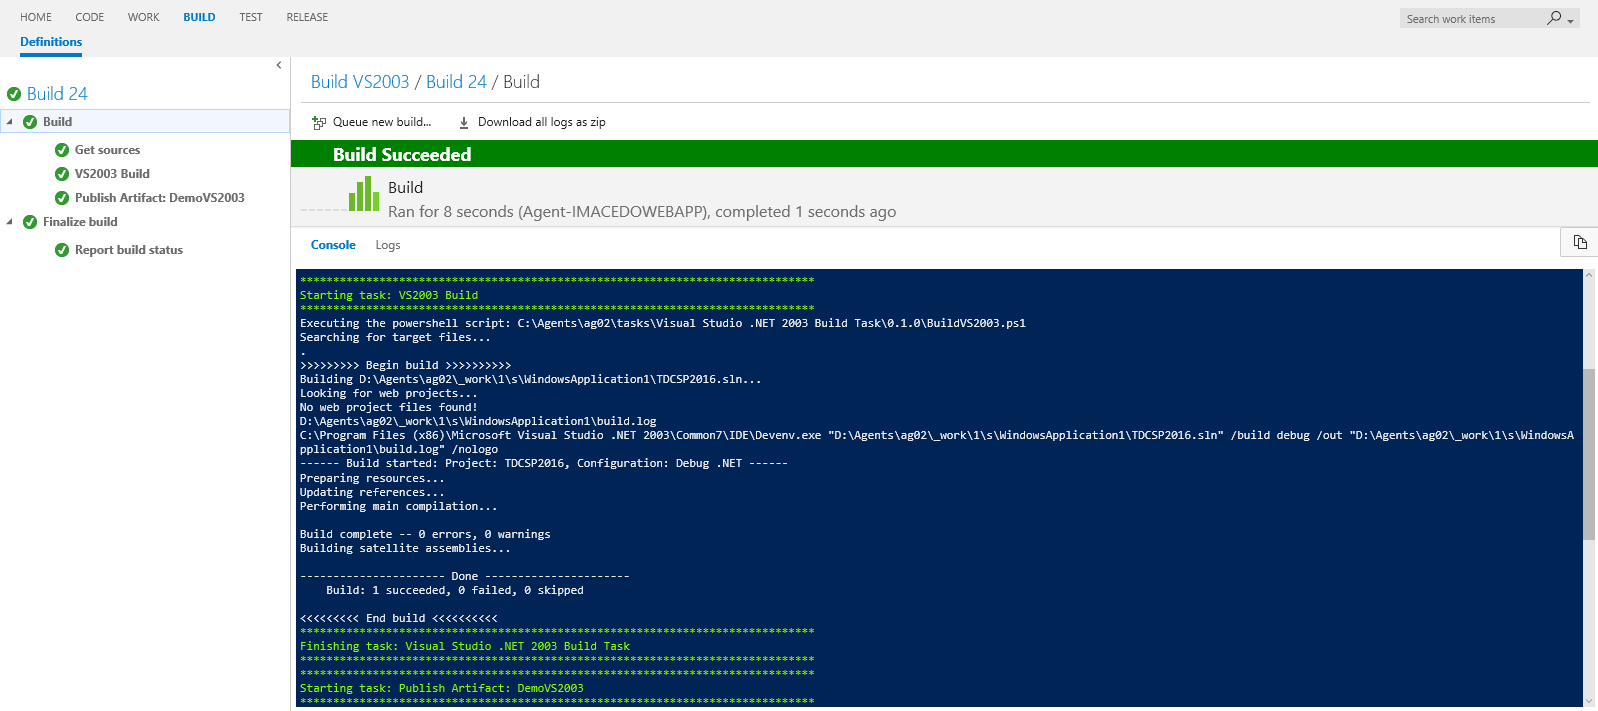 HOME CODE WORK BUILD TEST RELEASE
Search work items
Definitions
Build 24
Build
Get sources
VS2003 Build
Publish Artifact: DemoVS2003
Finalize build
Report build status
Build VS2003 / Build 24 / Build
Queue new build... Download all logs as zip
Build Succeeded
Build
Ran for 8 seconds (Agent-IMACEDOWEBAPP), completed 1 seconds ago
Console Logs
******************************************************************************
Starting task: VS2003 Build
******************************************************************************
Executing the powershell script: C:\Agents\ag02\tasks\Visual Studio .NET 2003 Build Task\0.1.0\BuildVS2003.ps1
Searching for target files...
.
>>>>>>>>> Begin build >>>>>>>>>>
Building D:\Agents\ag02\_work\1\s\WindowsApplication1\TDCSP2016.sln...
Looking for web projects...
No web project files found!
D:\Agents\ag02\_work\1\s\WindowsApplication1\build.log
C:\Program Files (x86)\Microsoft Visual Studio .NET 2003\Common7\IDE\Devenv.exe "D:\Agents\ag02\_work\1\s\WindowsApplication1\TDCSP2016.sln" /build debug /out "D:\Agents\ag02\_work\1\s\WindowsA
pplication1\build.log" /nologo
------ Build started: Project: TDCSP2016, Configuration: Debug .NET ------
Preparing resources...
Updating references...
Performing main compilation...
Build complete -- 0 errors, 0 warnings
Building satellite assemblies...
---------------------- Done ----------------------
Build: 1 succeeded, 0 failed, 0 skipped
<<<<<<<<< End build <<<<<<<<<<
******************************************************************************
Finishing task: Visual Studio .NET 2003 Build Task
******************************************************************************
******************************************************************************
Starting task: Publish Artifact: DemoVS2003
******************************************************************************